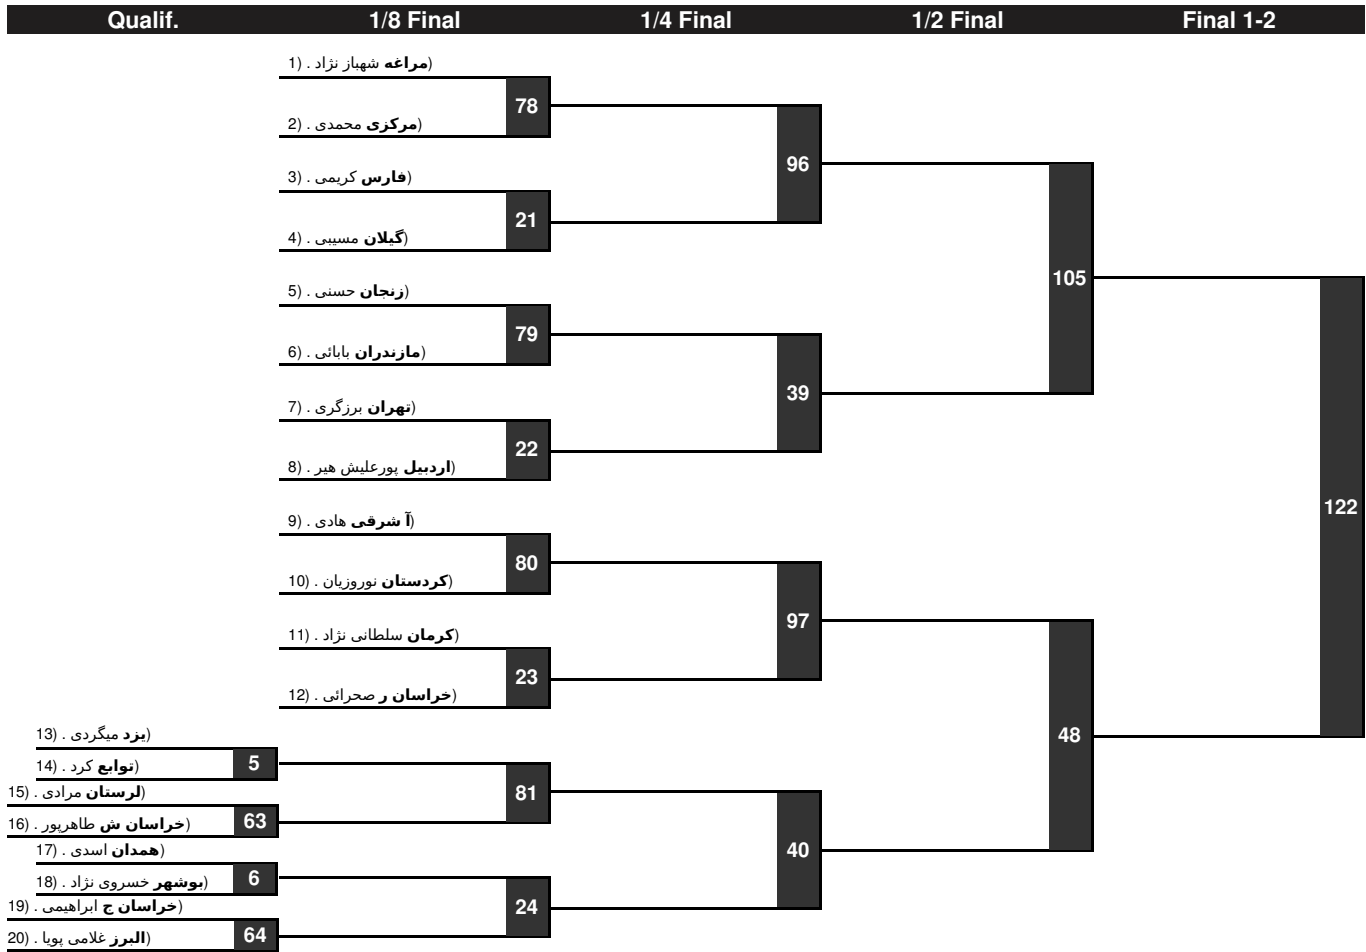 Qualif. 1/8 Final 1/4 Final 1/2 Final Final 1-2
1) . شهباز نژاد (مراغه)
78
2) . محمدی (مرکزی)
96
3) . کریمی (فارس)
21
4) . مسیبی (گیلان)
105
5) . حسنی (زنجان)
79
6) . بابائی (مازندران)
39
7) . برزگری (تهران)
22
8) . پورعلیش هیر (اردبیل)
122
9) . هادی (آ شرقی)
80
10) . نوروزیان (کردستان)
97
11) . سلطانی نژاد (کرمان)
23
12) . صحرائی (خراسان ر)
48
13) . میگردی (یزد)
5
14) . کرد (توابع)
81
15) . مرادی (لرستان)
63
16) . طاهرپور (خراسان ش)
40
17) . اسدی (همدان)
6
18) . خسروی نژاد (بوشهر)
24
19) . ابراهیمی (خراسان ج)
64
20) . غلامی پویا (البرز)